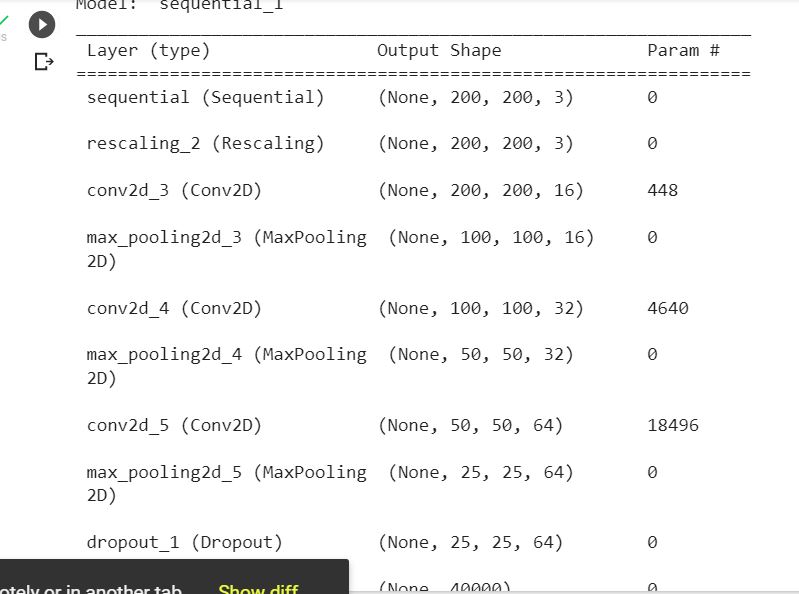 Model: "sequential_1"
_________________________________________________________________
Layer (type) Output Shape Param #
=================================================================
sequential (Sequential) (None, 200, 200, 3) 0
rescaling_2 (Rescaling) (None, 200, 200, 3) 0
conv2d_3 (Conv2D) (None, 200, 200, 16) 448
max_pooling2d_3 (MaxPooling (None, 100, 100, 16) 0
2D)
conv2d_4 (Conv2D) (None, 100, 100, 32) 4640
max_pooling2d_4 (MaxPooling (None, 50, 50, 32) 0
2D)
conv2d_5 (Conv2D) (None, 50, 50, 64) 18496
max_pooling2d_5 (MaxPooling (None, 25, 25, 64) 0
2D)
dropout_1 (Dropout) (None, 25, 25, 64) 0
(None, 40000) 0
otely or in another tab. Show diff